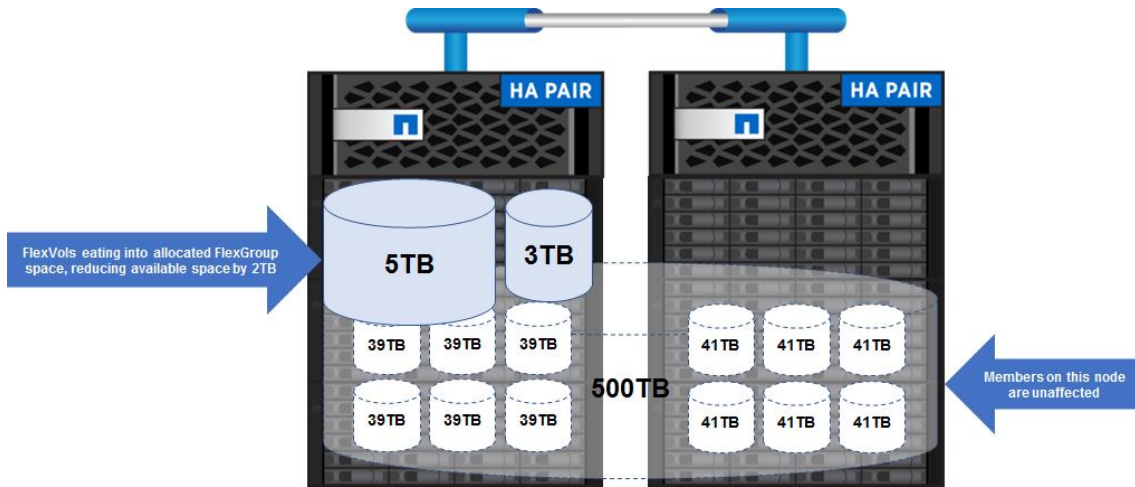 HA PAIR
HA PAIR
FlexVols eating into allocated FlexGroup
space, reducing available space by 2TB
5TB
3TB
39TB 39TB 39TB
41TB 41TB 41TB
500TB
Members on this node
are unaffected
39TB 39TB 39TB
41TB 41TB 41TB